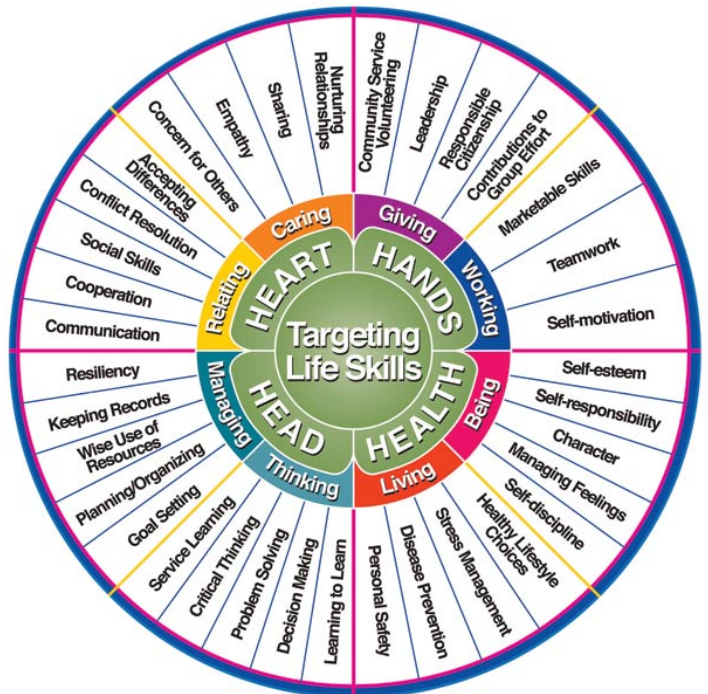 Targeting
Life Skills
HEART
HANDS
HEALTH
HEAD
Caring
Giving
Working
Being
Living
Thinking
Managing
Relating
Nurturing
Relationships
Sharing
Empathy
Concern for Others
Community Service
Volunteering
Leadership
Responsible
Citizenship
Contributions to
Group Effort
Marketable Skills
Teamwork
Self-motivation
Self-esteem
Self-responsibility
Character
Managing Feelings
Self-discipline
Healthy Lifestyle
Choices
Stress Management
Disease Prevention
Personal Safety
Learning to Learn
Decision Making
Problem Solving
Critical Thinking
Service Learning
Goal Setting
Planning/Organizing
Wise Use of
Resources
Keeping Records
Resiliency
Communication
Cooperation
Social Skills
Conflict Resolution
Accepting
Differences